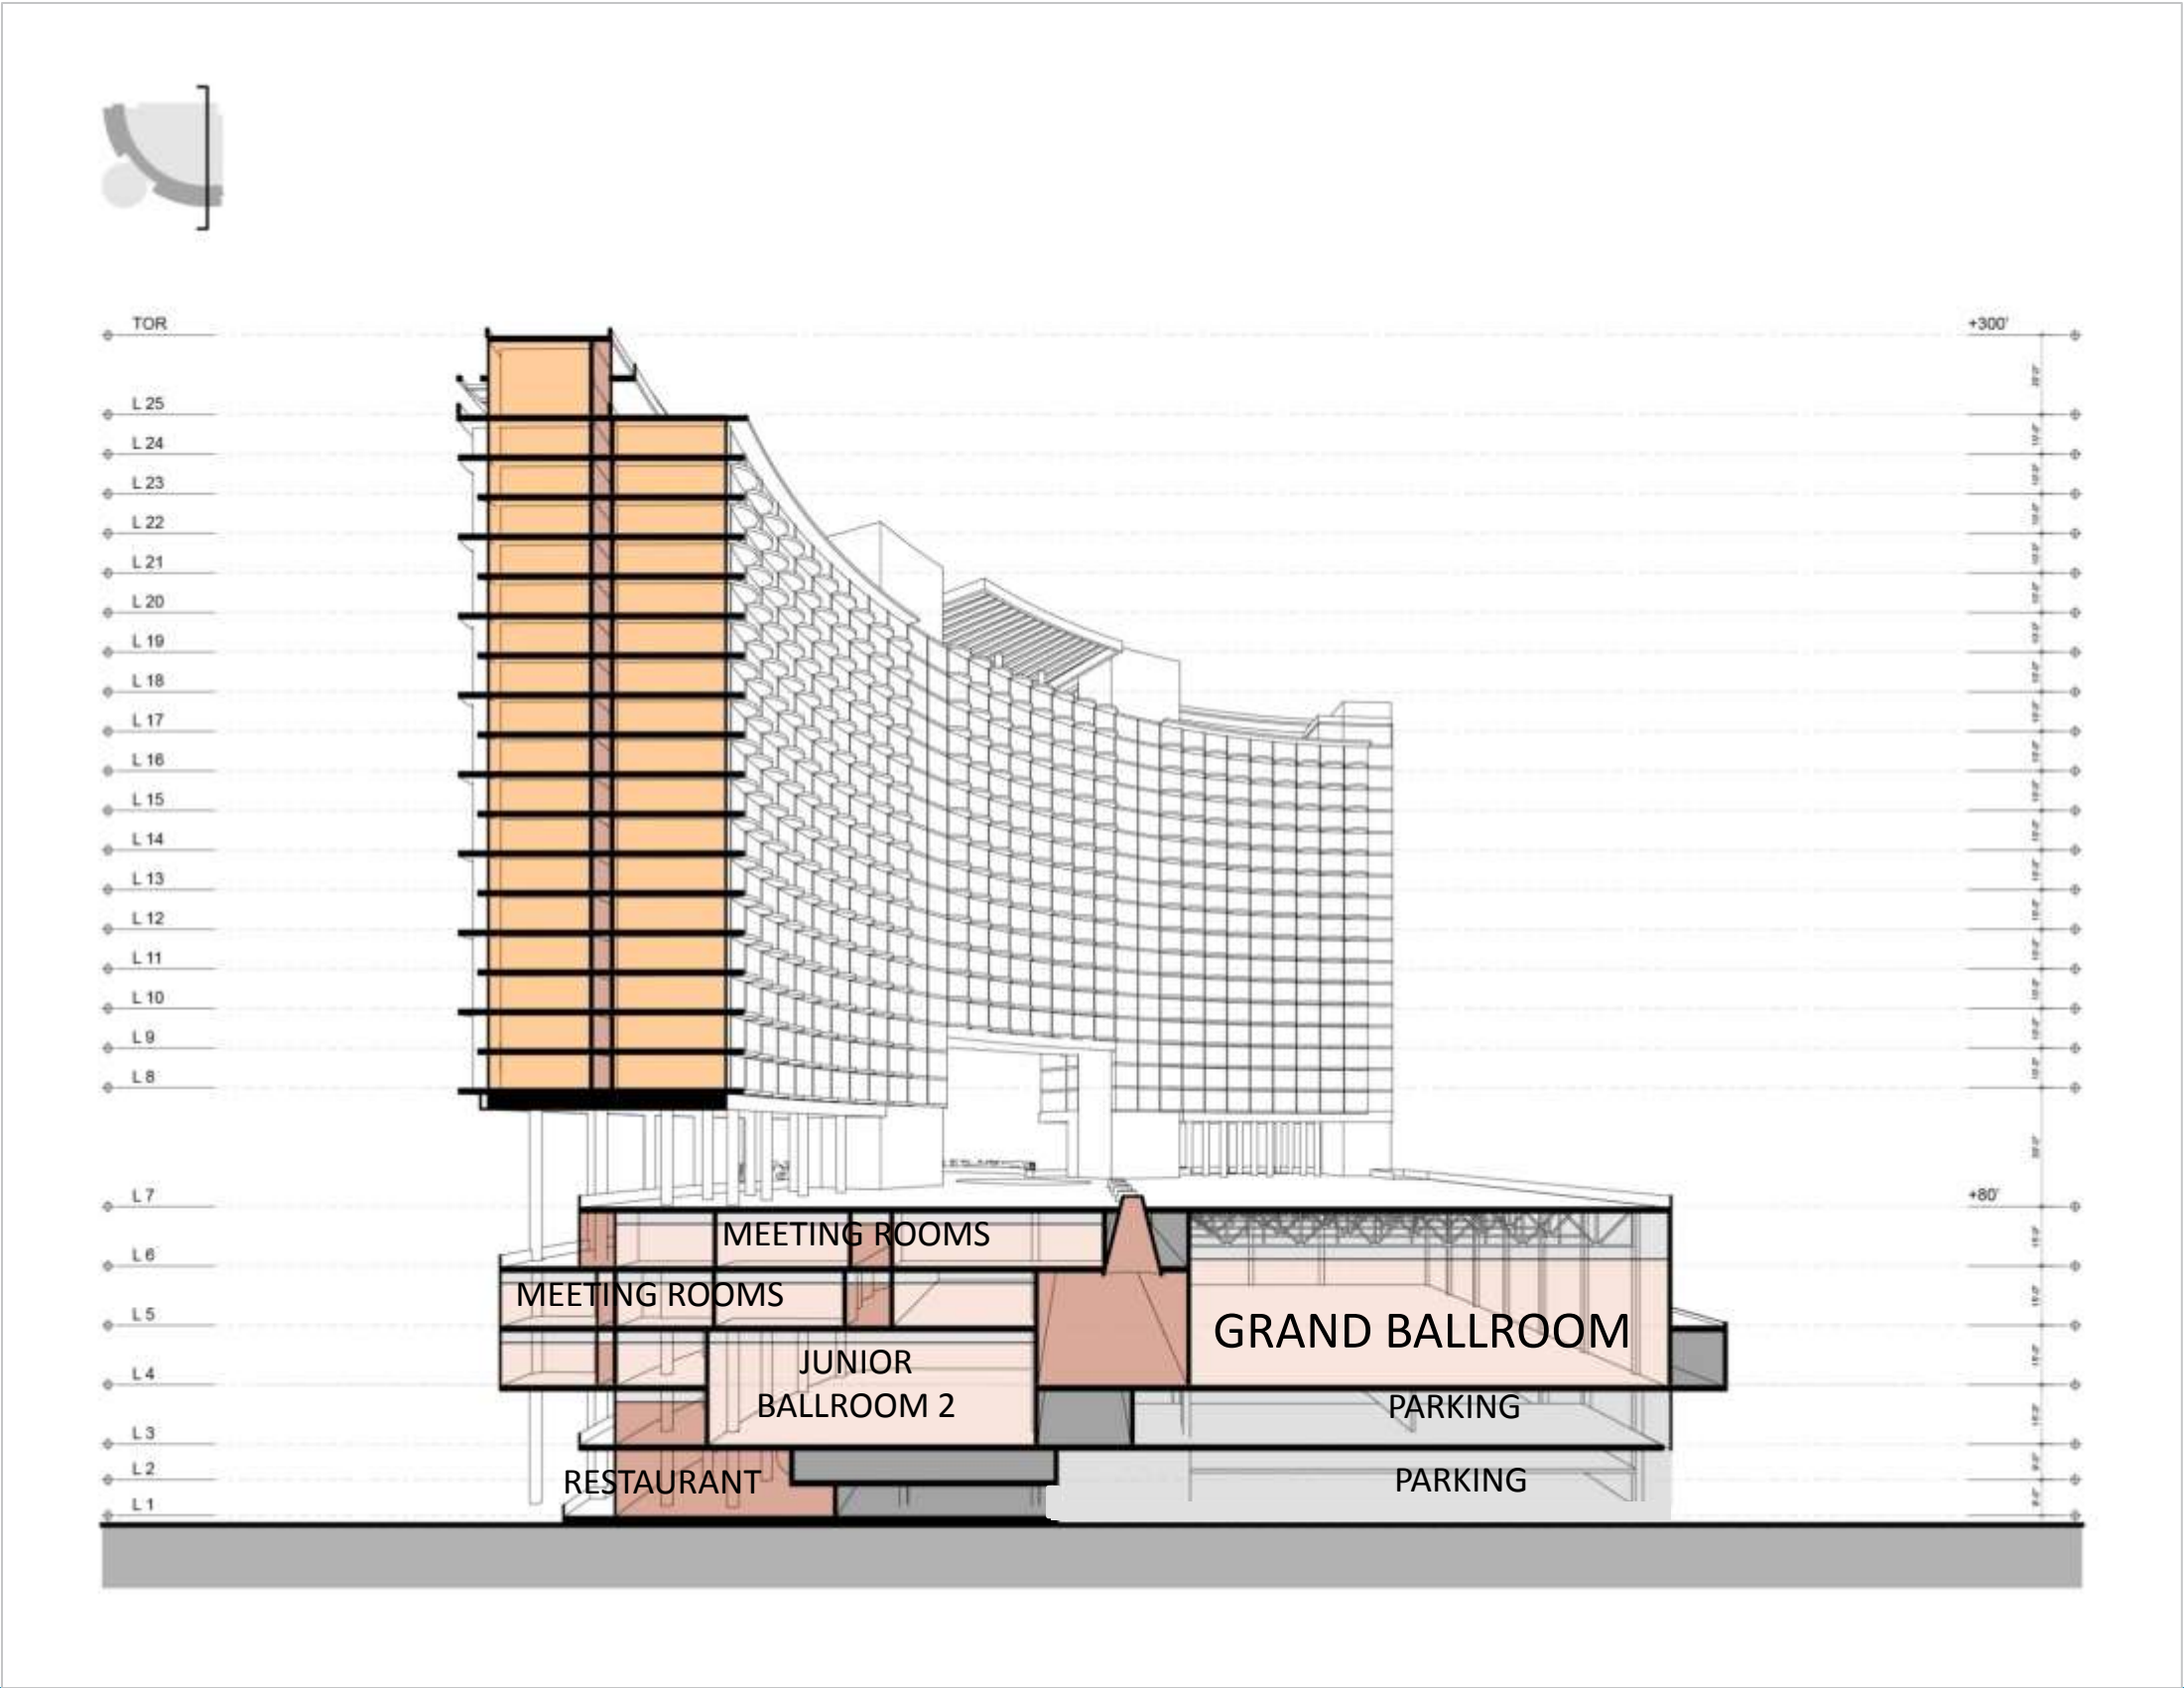 TOR
+300'
L 25
L 24
L 23
L 22
L 21
L 20
L 19
L 18
L 17
L 16
L 15
L 14
L 13
L 12
L 11
L 10
L 9
L 8
L 7
+80'
MEETING ROOMS
L 6
MEETING ROOMS
L 5
GRAND BALLROOM
JUNIOR
BALLROOM 2
L 4
PARKING
L 3
L 2
RESTAURANT
PARKING
L 1